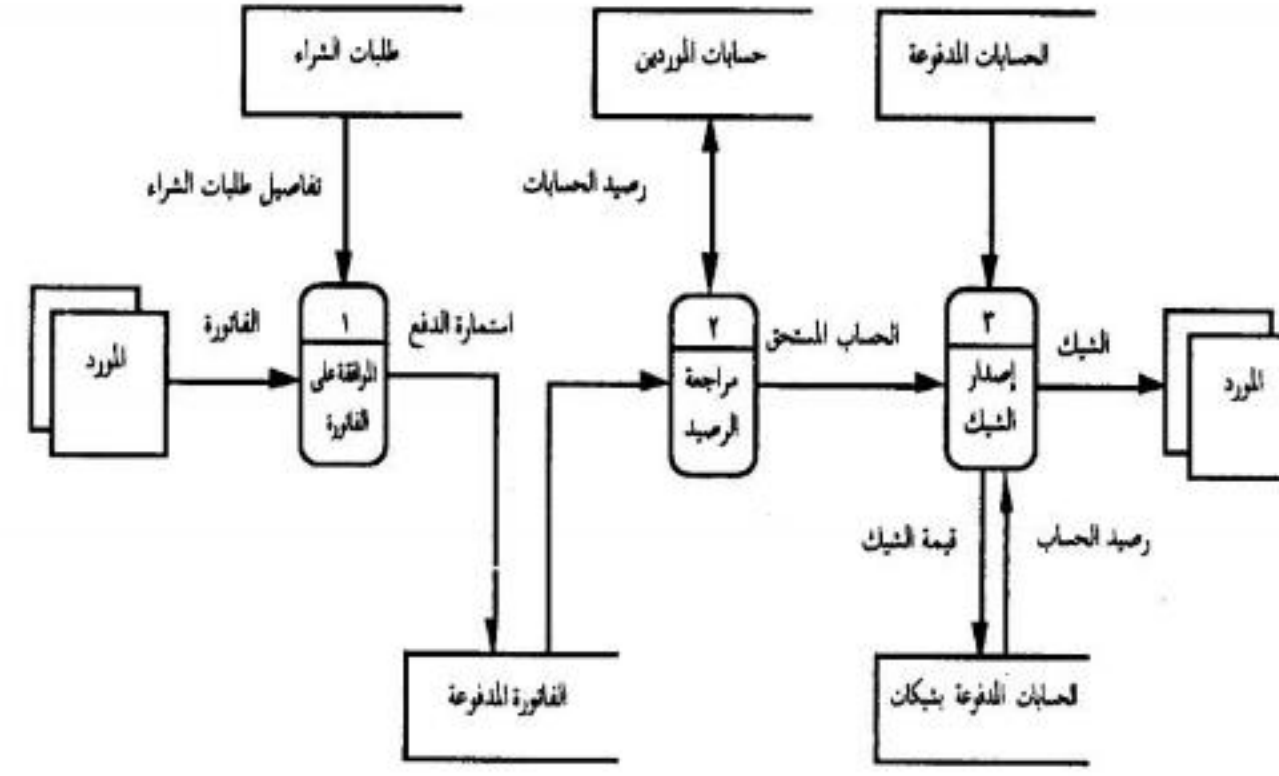 طلبات الشراء
حسابات الموردين
الحسابات المدفوعة
تفاصيل طلبات الشراء
رصيد الحسابات
المورد
الفاتورة
١
الموافقة على
الفاتورة
استمارة الدفع
٢
مراجعة
الرصيد
الحساب المستحق
٣
إصدار
الشيك
الشيك
المورد
قيمة الشيك
رصيد الحساب
الفاتورة المدفوعة
الحسابات المدفوعة بشيكات